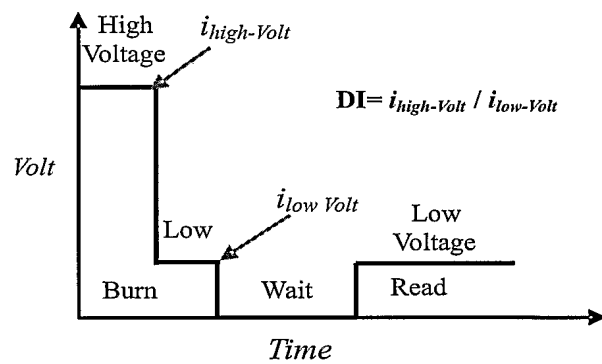 High
Voltage
i_high-Volt
DI= i_high-Volt / i_low-Volt
Volt
Low
i_low Volt
Low
Voltage
Burn
Wait
Read
Time